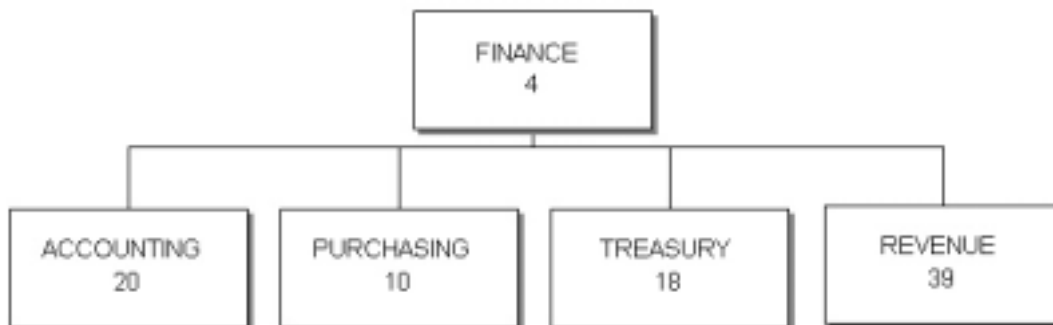 FINANCE
4
ACCOUNTING
20
PURCHASING
10
TREASURY
18
REVENUE
39